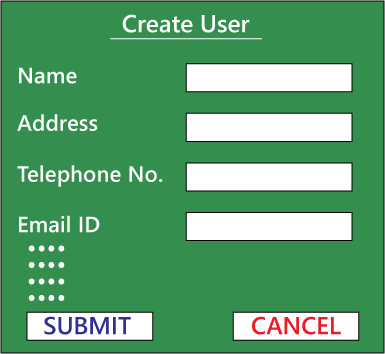 Create User
Name
Address
Telephone No.
Email ID
SUBMIT CANCEL